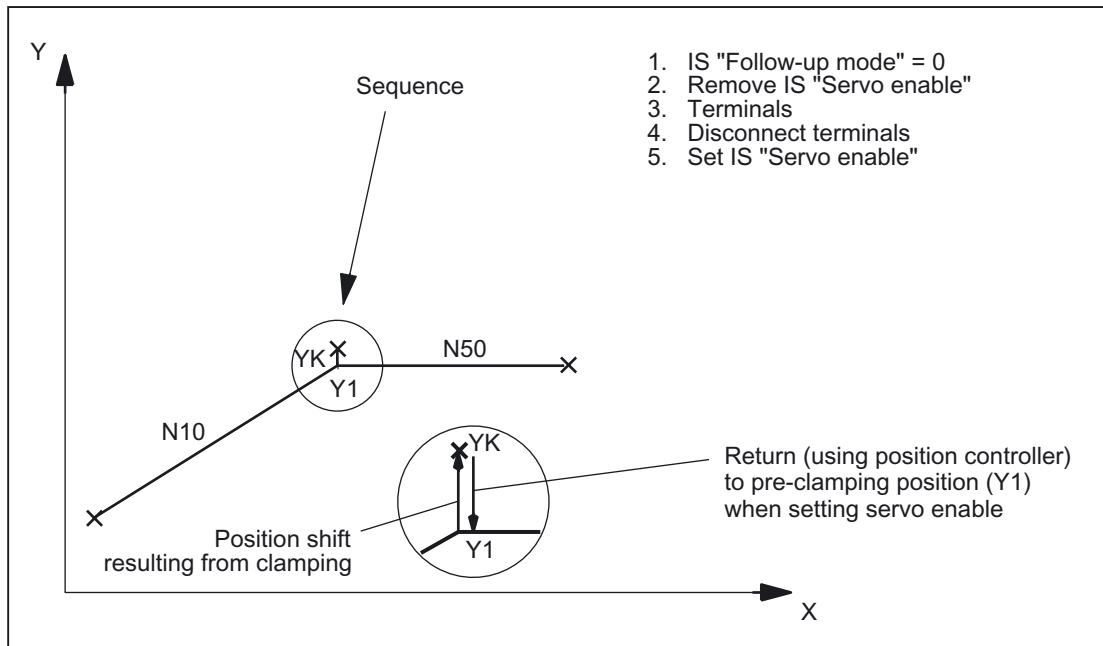 Y
Sequence
1. IS "Follow-up mode" = 0
2. Remove IS "Servo enable"
3. Terminals
4. Disconnect terminals
5. Set IS "Servo enable"
YK
N50
Y1
N10
YK
Return (using position controller)
to pre-clamping position (Y1)
when setting servo enable
Position shift
resulting from clamping
Y1
X